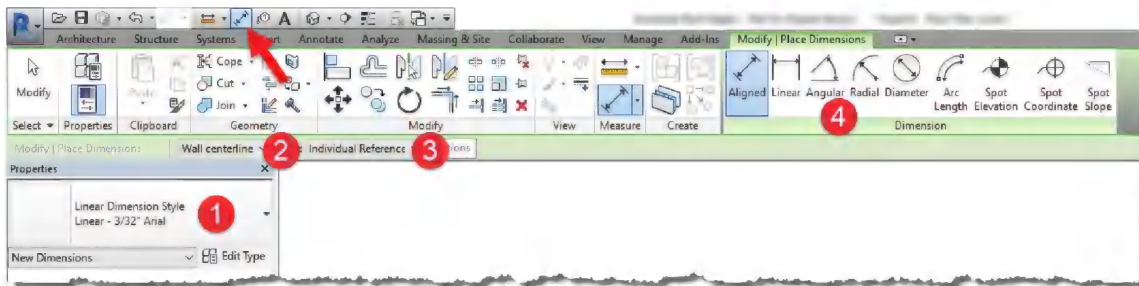 R
A
Architecture Structure Systems Annotate Analyze Massing & Site Collaborate View Manage Add-Ins Modify | Place Dimensions
Modify
Cope
Cut
Join
Paste
Aligned Linear Angular Radial Diameter Arc Length Spot Elevation Spot Coordinate Spot Slope
4
Select Properties Clipboard Geometry Modify View Measure Create Dimension
Modify | Place Dimensions Wall centerline 2 : Individual Reference 3
Properties
Linear Dimension Style
Linear - 3/32" Arial
1
New Dimensions Edit Type